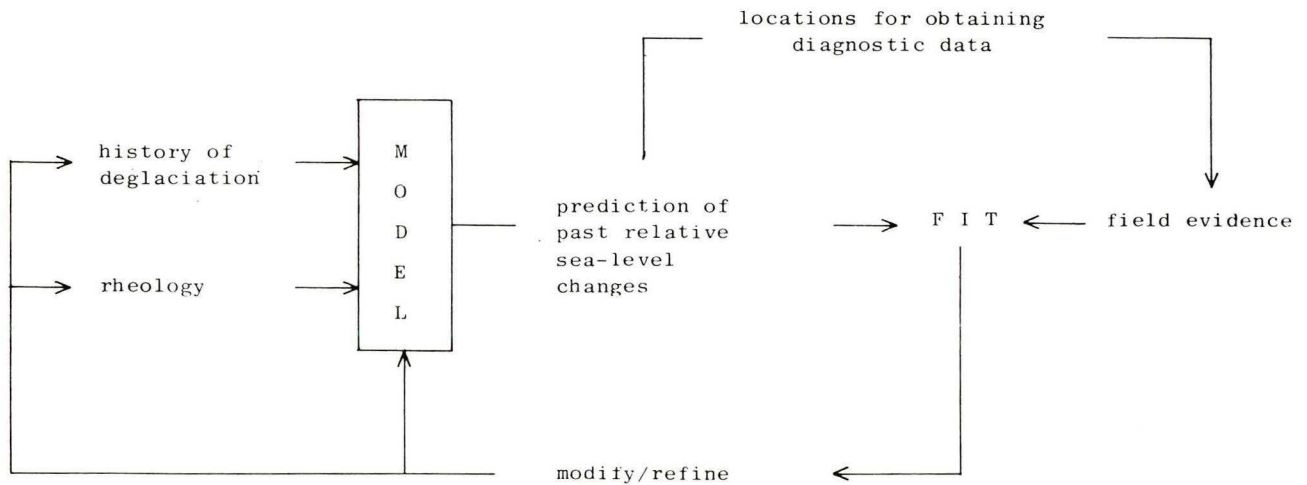 locations for obtaining
diagnostic data
history of
deglaciation
rheology
M
O
D
E
L
prediction of
past relative
sea-level
changes
F I T
field evidence
modify/refine